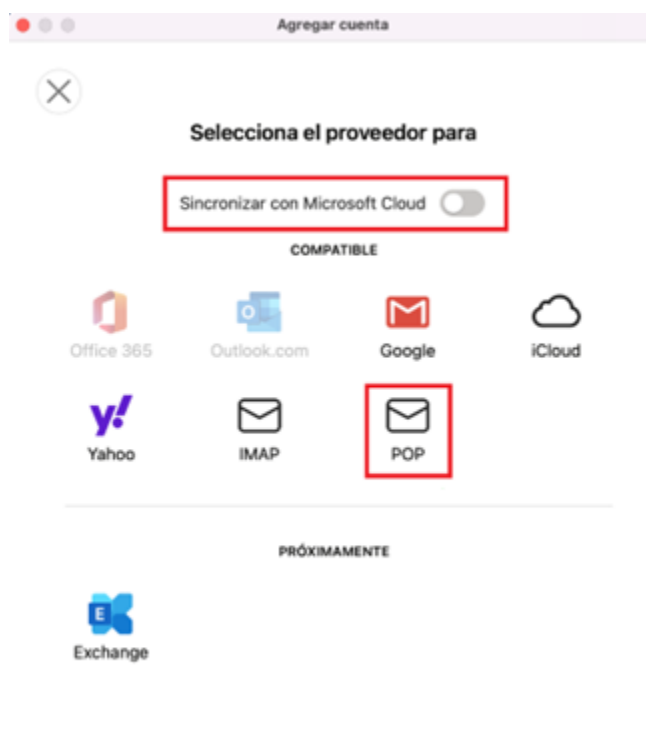 Agregar cuenta
Selecciona el proveedor para
Sincronizar con Microsoft Cloud
COMPATIBLE
Office 365
Outlook.com
Google
iCloud
Yahoo
IMAP
POP
PRÓXIMAMENTE
Exchange